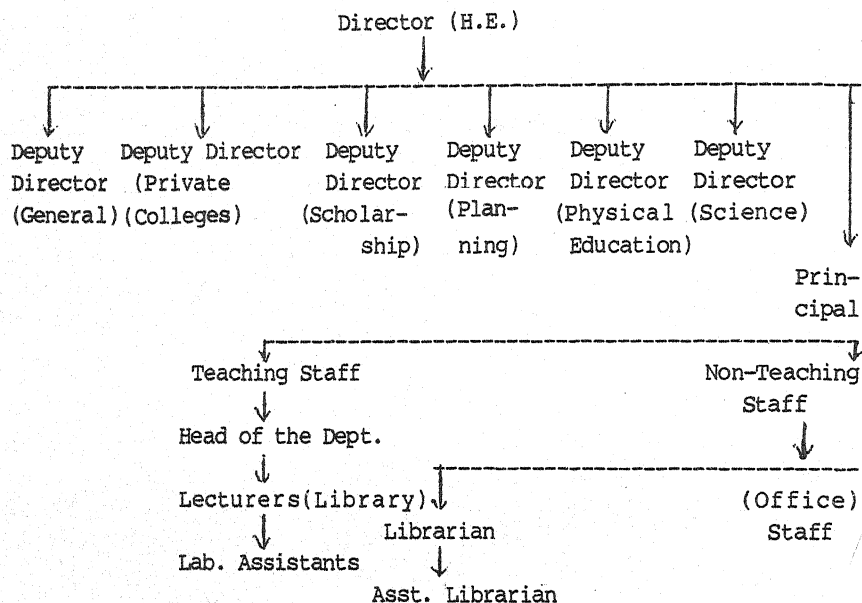 Director (H.E.)
Deputy Deputy Director Deputy Deputy Deputy Deputy
Director (Private Director Director Director Director
(General) (Colleges) (Scholar- (Plan- (Physical (Science)
ship) ning) Education)
Prin-
cipal
Teaching Staff Non-Teaching
Staff
Head of the Dept.
Lecturers(Library) (Office)
Librarian Staff
Lab. Assistants
Asst. Librarian